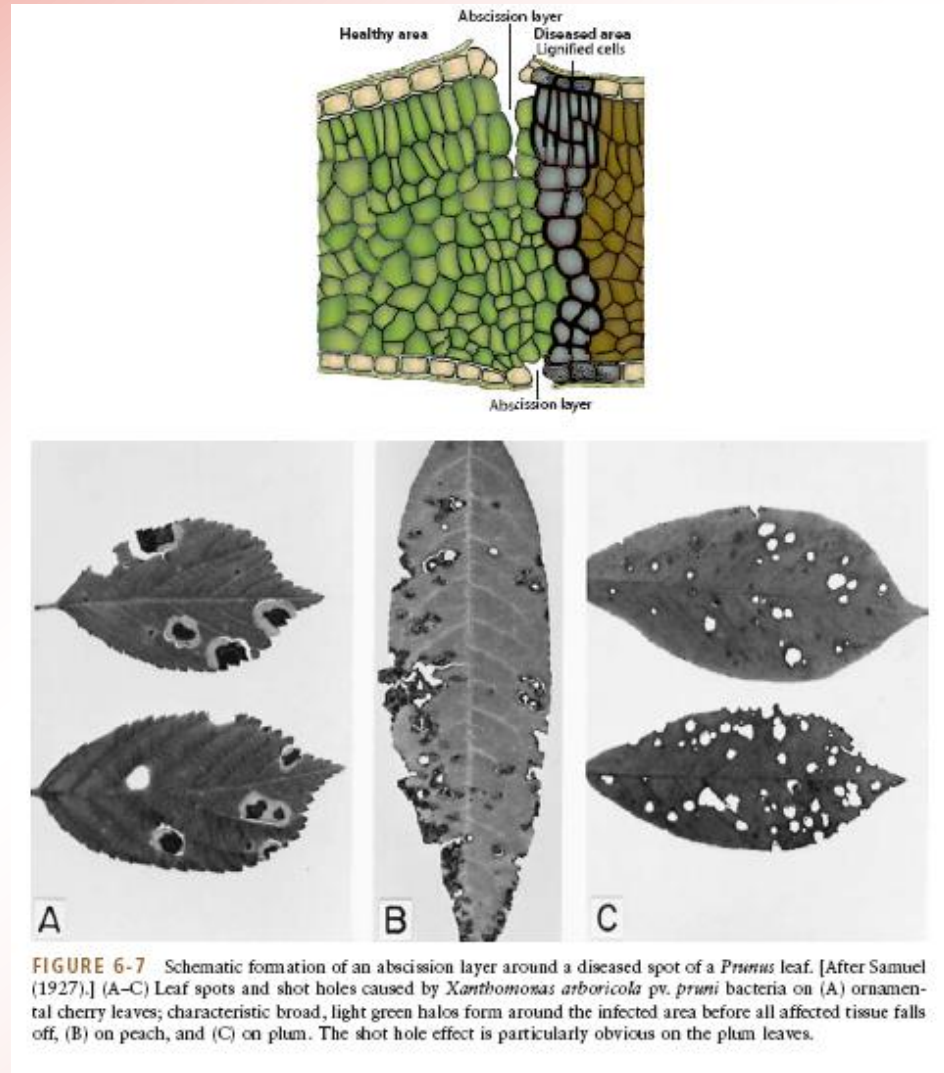 Abscission layer
Healthy area
Diseased area
Lignified cells
Abscission layer
A
B
C
FIGURE 6-7 Schematic formation of an abscission layer around a diseased spot of a Prunus leaf. [After Samuel
(1927).] (A–C) Leaf spots and shot holes caused by Xanthomonas arboricola pv. pruni bacteria on (A) ornamen-
tal cherry leaves; characteristic broad, light green halos form around the infected area before all affected tissue falls
off, (B) on peach, and (C) on plum. The shot hole effect is particularly obvious on the plum leaves.